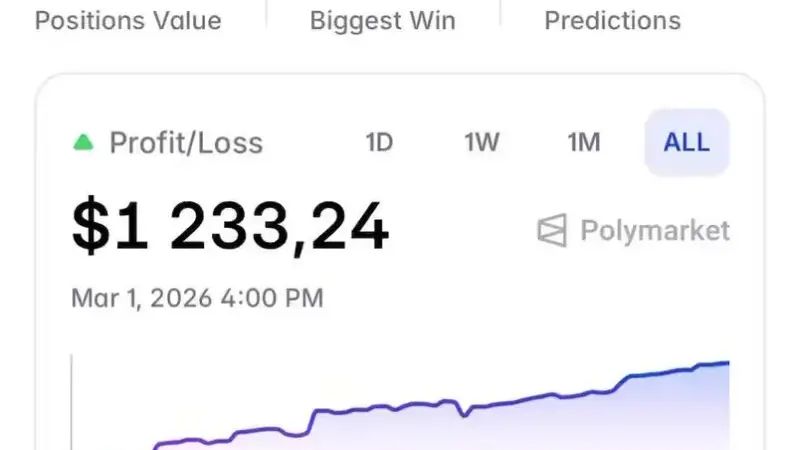 Positions Value Biggest Win Predictions
Profit/Loss 1D 1W 1M ALL
$1 233,24 Polymarket
Mar 1, 2026 4:00 PM